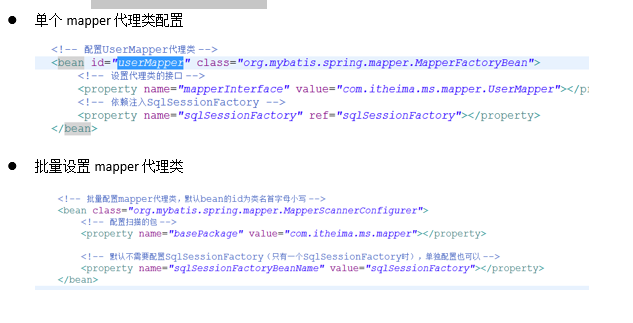 ● 单个 mapper 代理类配置
<!-- 配置UserMapper代理类 -->
<bean id="userMapper" class="org.mybatis.spring.mapper.MapperFactoryBean">
<!-- 设置代理类的接口 -->
<property name="mapperInterface" value="com.itheima.ms.mapper.UserMapper"></pr
<!-- 依赖注入SqlSessionFactory -->
<property name="sqlSessionFactory" ref="sqlSessionFactory"></property>
</bean>
● 批量设置 mapper 代理类
<!-- 批量配置mapper代理类，默认bean的id为类名首字母小写 -->
<bean class="org.mybatis.spring.mapper.MapperScannerConfigurer">
<!-- 配置扫描的包 -->
<property name="basePackage" value="com.itheima.ms.mapper"></property>
<!-- 默认不需要配置SqlSessionFactory（只有一个SqlSessionFactory时），单独配置也可以 -->
<property name="sqlSessionFactoryBeanName" value="sqlSessionFactory"></property>
</bean>